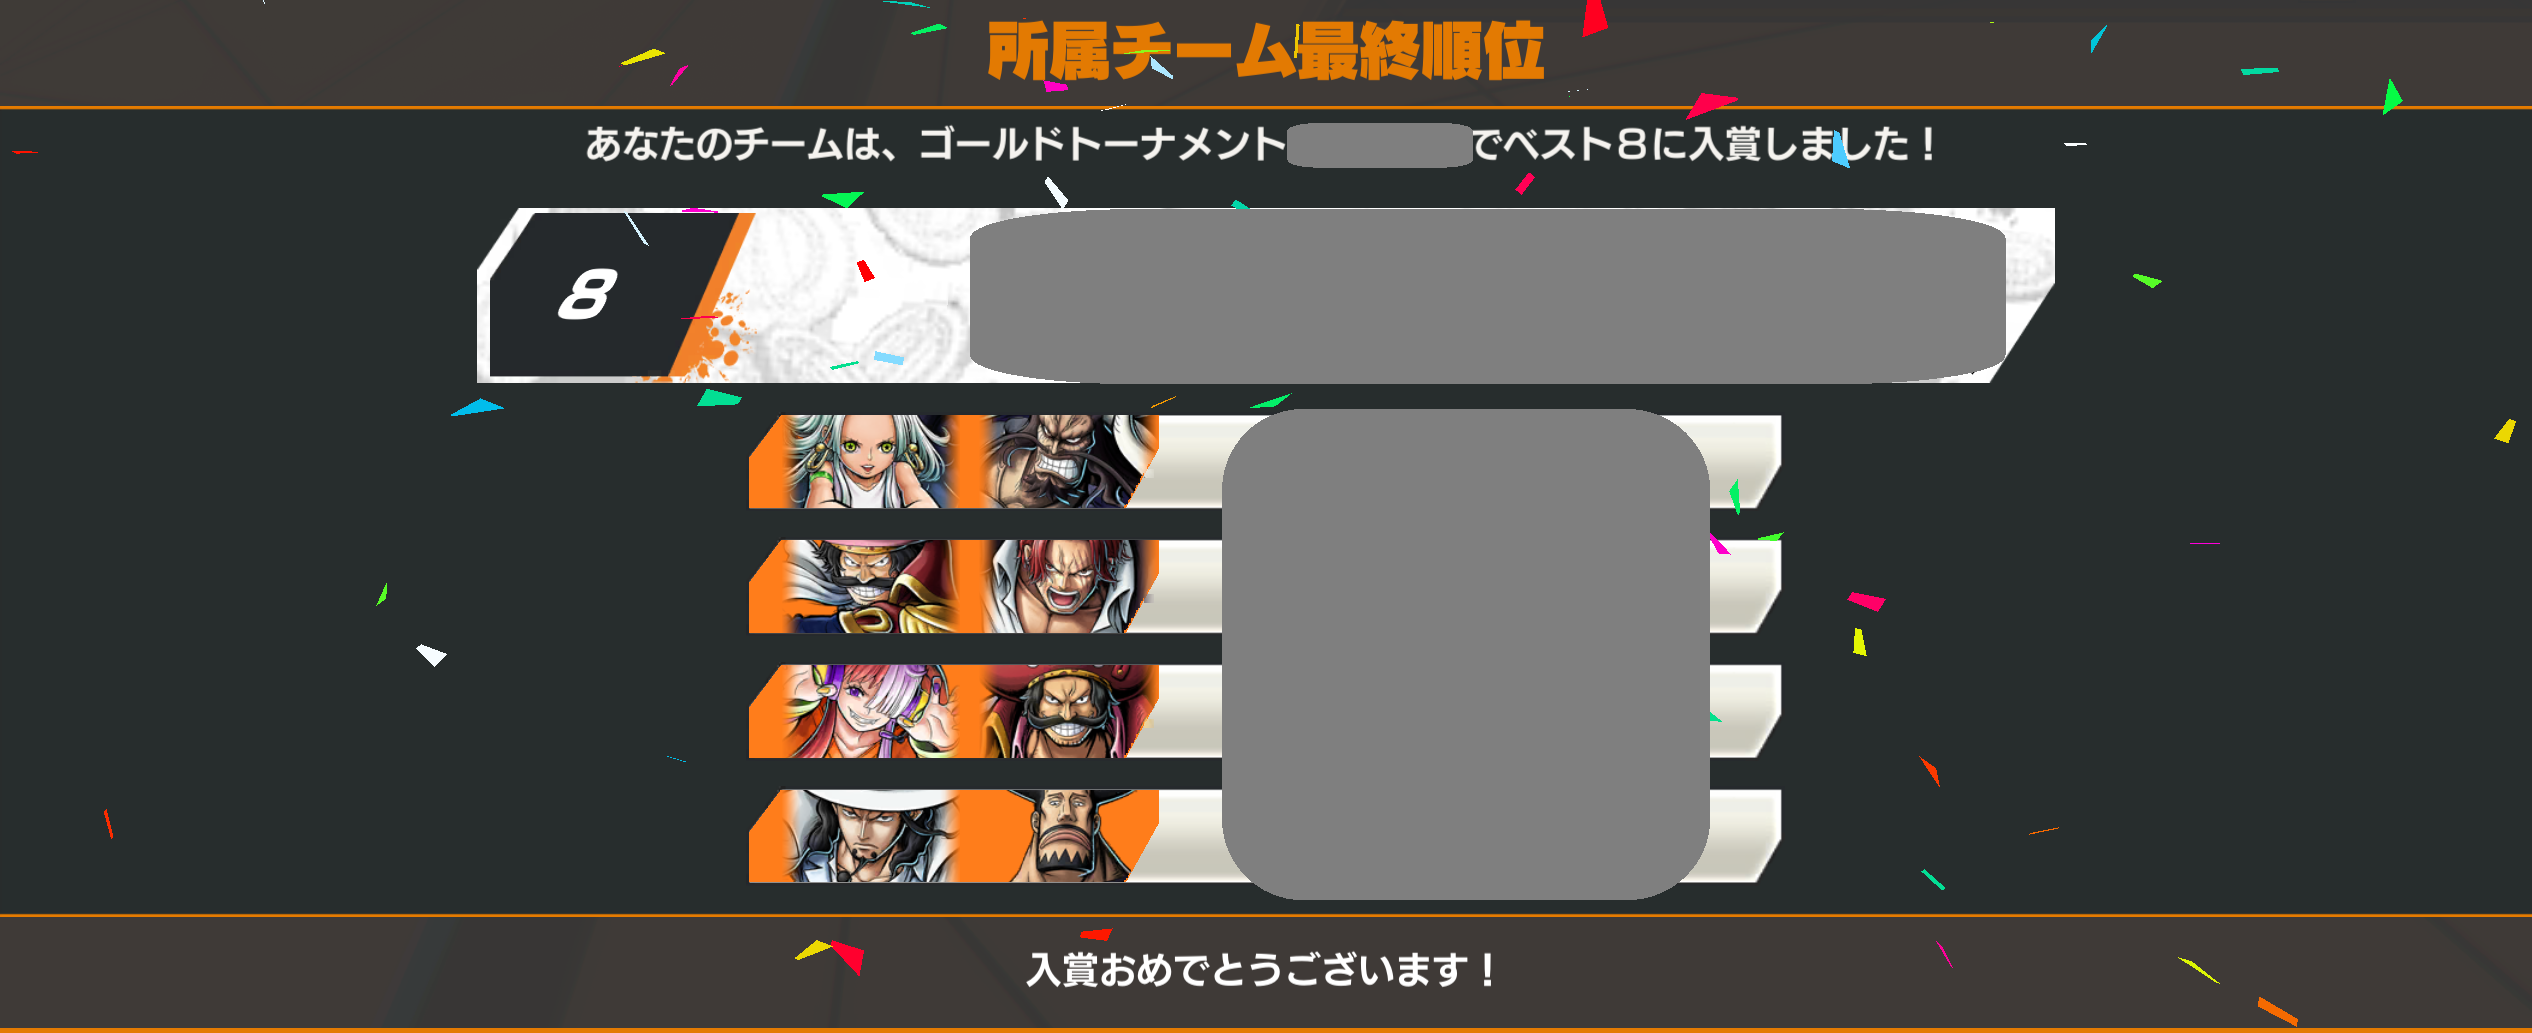 所属チーム最終順位
あなたのチームは、ゴールドトーナメント
でベスト８に入賞しました！
8
入賞おめでとうございます！